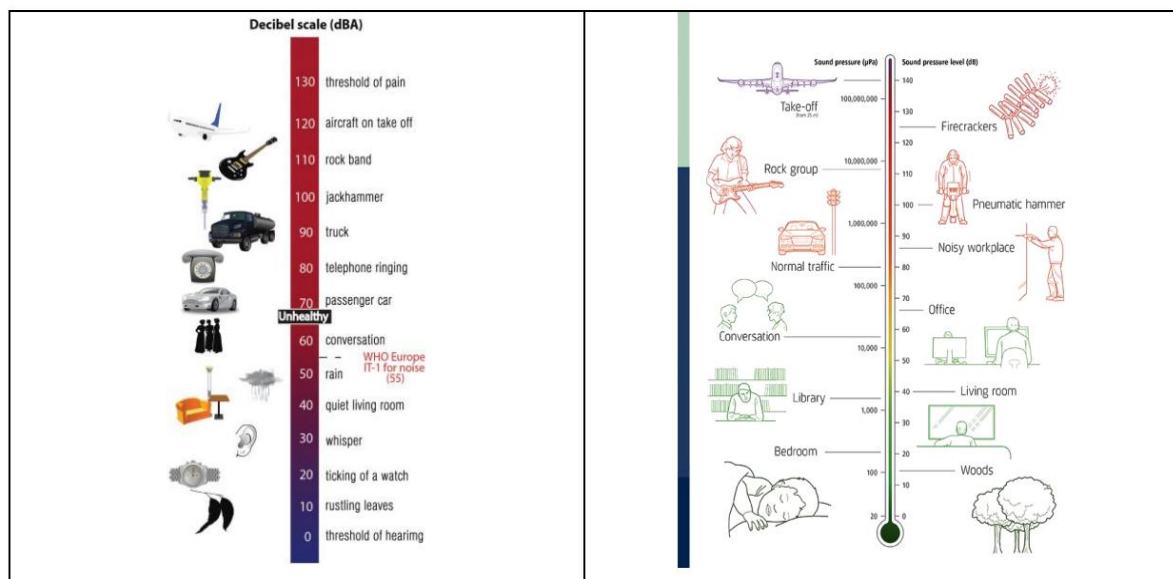 Decibel scale (dBA)
130 threshold of pain
120 aircraft on take off
110 rock band
100 jackhammer
90 truck
80 telephone ringing
70 passenger car
Unhealthy
60 conversation
WHO Europe
IT-1 for noise
(55)
50 rain
40 quiet living room
30 whisper
20 ticking of a watch
10 rustling leaves
0 threshold of hearimg
Sound pressure (μPa) Sound pressure level (dB)
140
Take-off
(from 25 m)
100,000,000
130
Firecrackers
120
10,000,000
Rock group
110
100
Pneumatic hammer
1,000,000
90
Noisy workplace
Normal traffic
80
100,000
70
Office
60
Conversation
10,000
50
40
Living room
Library
1,000
30
Bedroom
20
100
Woods
10
20 0